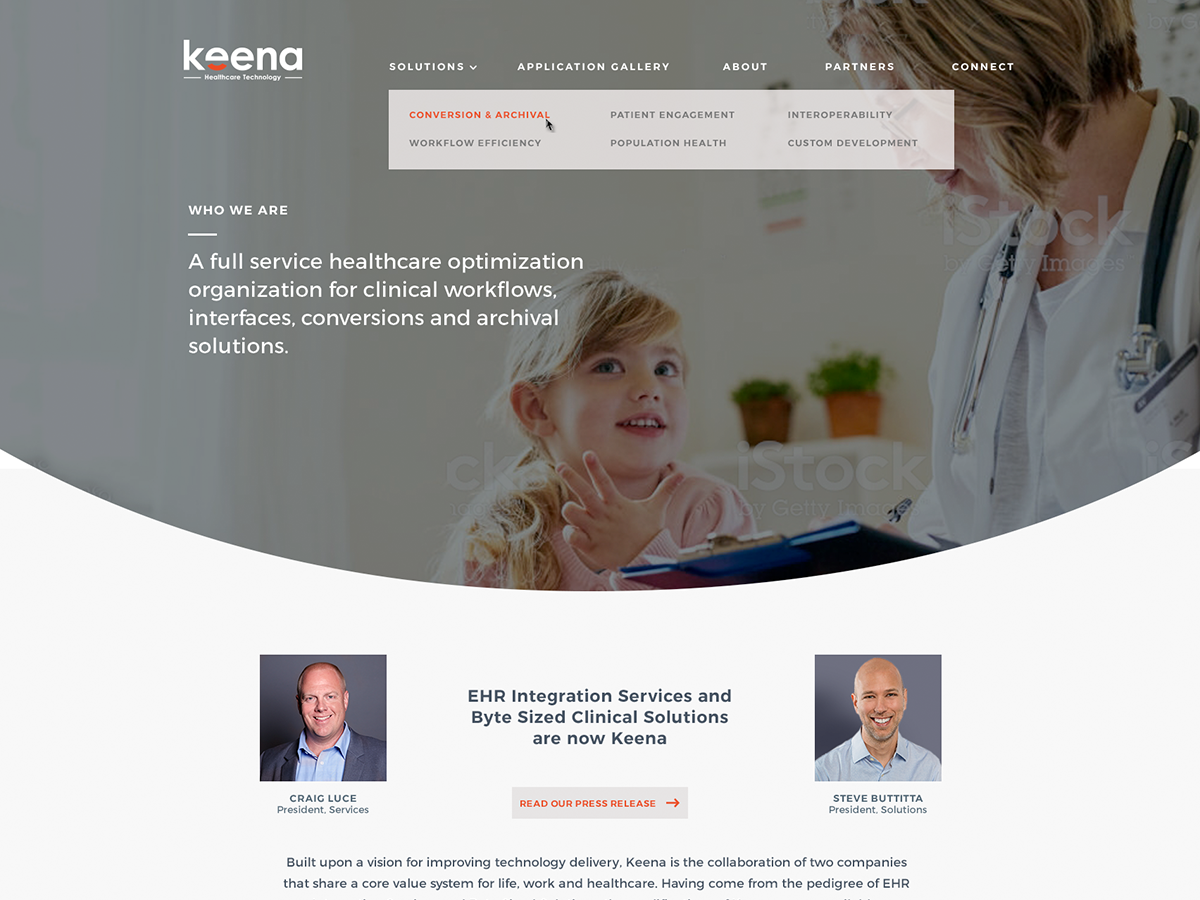 keena
Healthcare Technology
SOLUTIONS
APPLICATION GALLERY
ABOUT
PARTNERS
CONNECT
CONVERSION & ARCHIVAL
PATIENT ENGAGEMENT
INTEROPERABILITY
WORKFLOW EFFICIENCY
POPULATION HEALTH
CUSTOM DEVELOPMENT
WHO WE ARE
A full service healthcare optimization
organization for clinical workflows,
interfaces, conversions and archival
solutions.
iStock
by Getty Images
iStock
by Getty Images
EHR Integration Services and
Byte Sized Clinical Solutions
are now Keena
READ OUR PRESS RELEASE
CRAIG LUCE
President, Services
STEVE BUTTITTA
President, Solutions
Built upon a vision for improving technology delivery, Keena is the collaboration of two companies
that share a core value system for life, work and healthcare. Having come from the pedigree of EHR